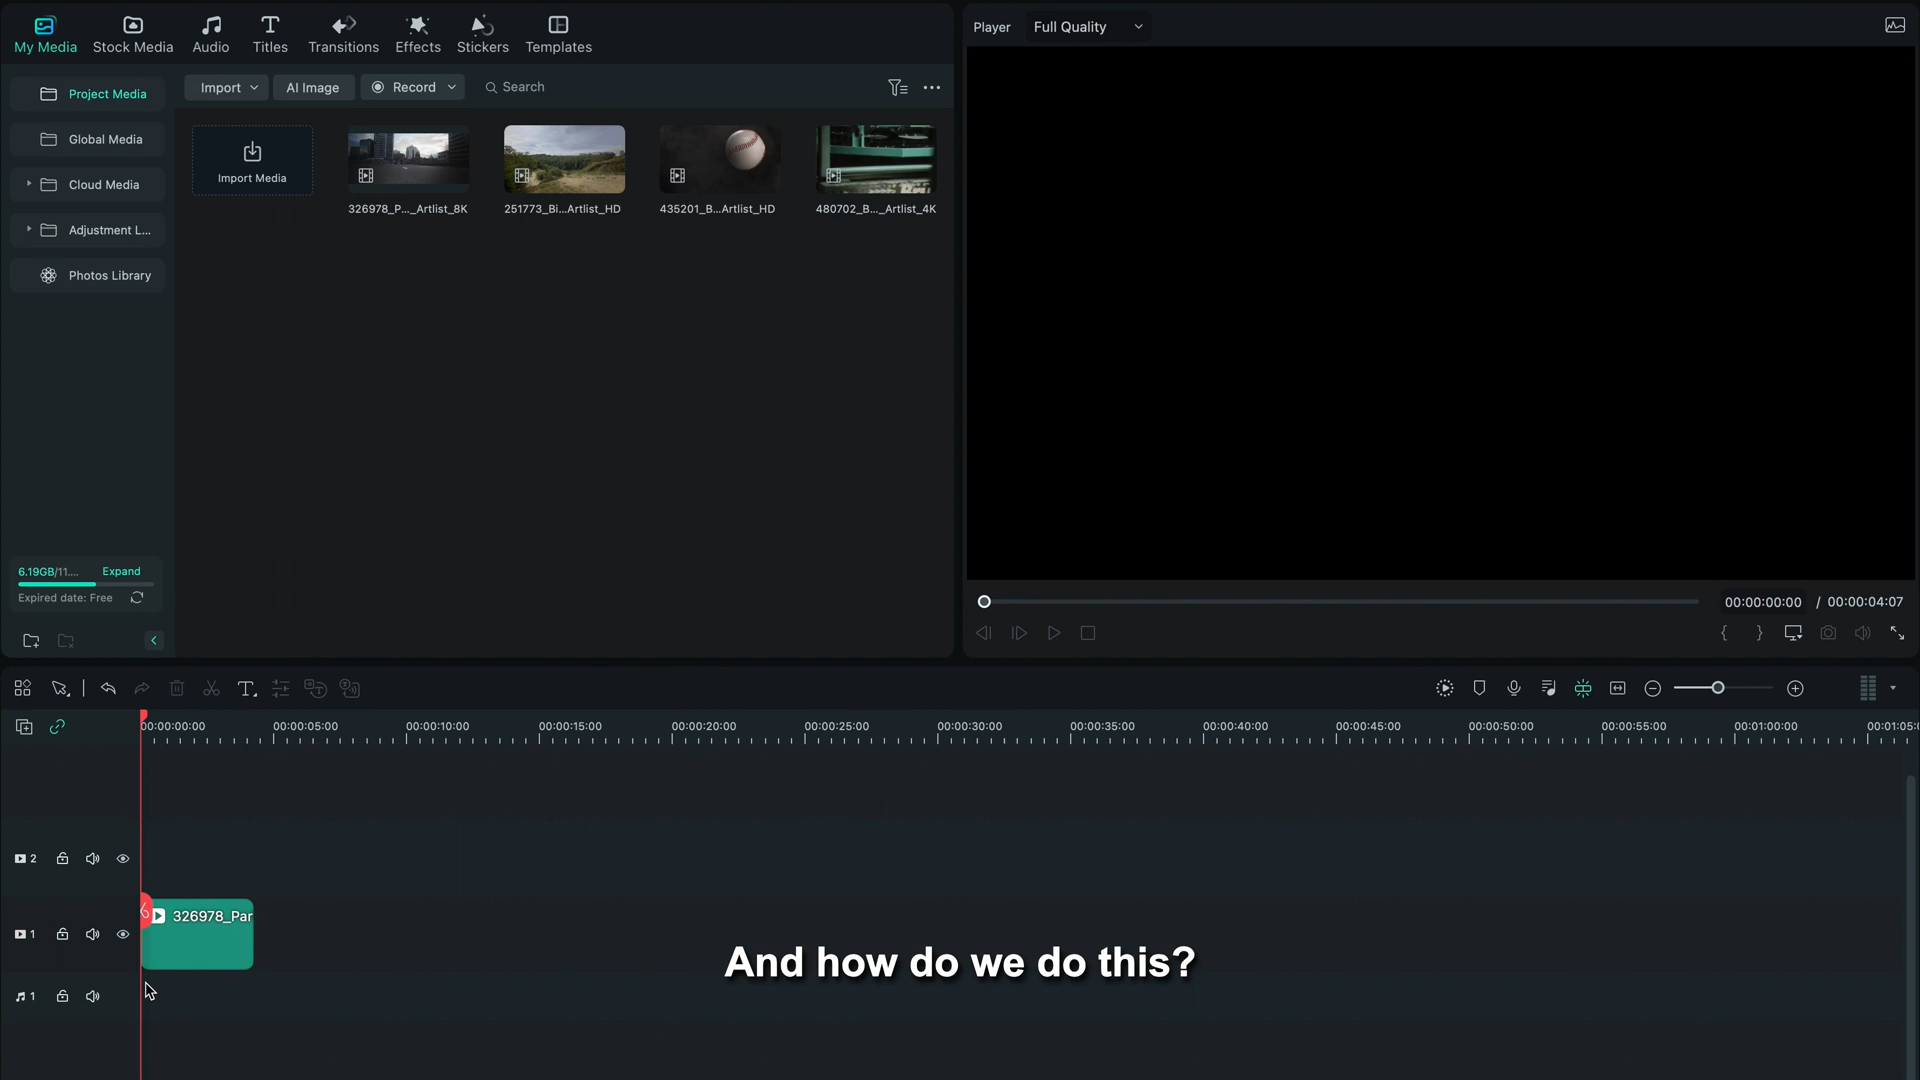 My Media Stock Media Audio Titles Transitions Effects Stickers Templates
Player Full Quality
Project Media
Global Media
Cloud Media
Adjustment L...
Photos Library
Import AI Image Record Search
Import Media
326978_P..._Artlist_8K
251773_Bi...Artlist_HD
435201_B...Artlist_HD
480702_B..._Artlist_4K
6.19GB/11.... Expand
Expired date: Free
00:00:00:00 / 00:00:04:07
00:00:00:00 00:00:05:00 00:00:10:00 00:00:15:00 00:00:20:00 00:00:25:00 00:00:30:00 00:00:35:00 00:00:40:00 00:00:45:00 00:00:50:00 00:00:55:00 00:01:00:00 00:01:05:
2
1
326978_Par
1
And how do we do this?